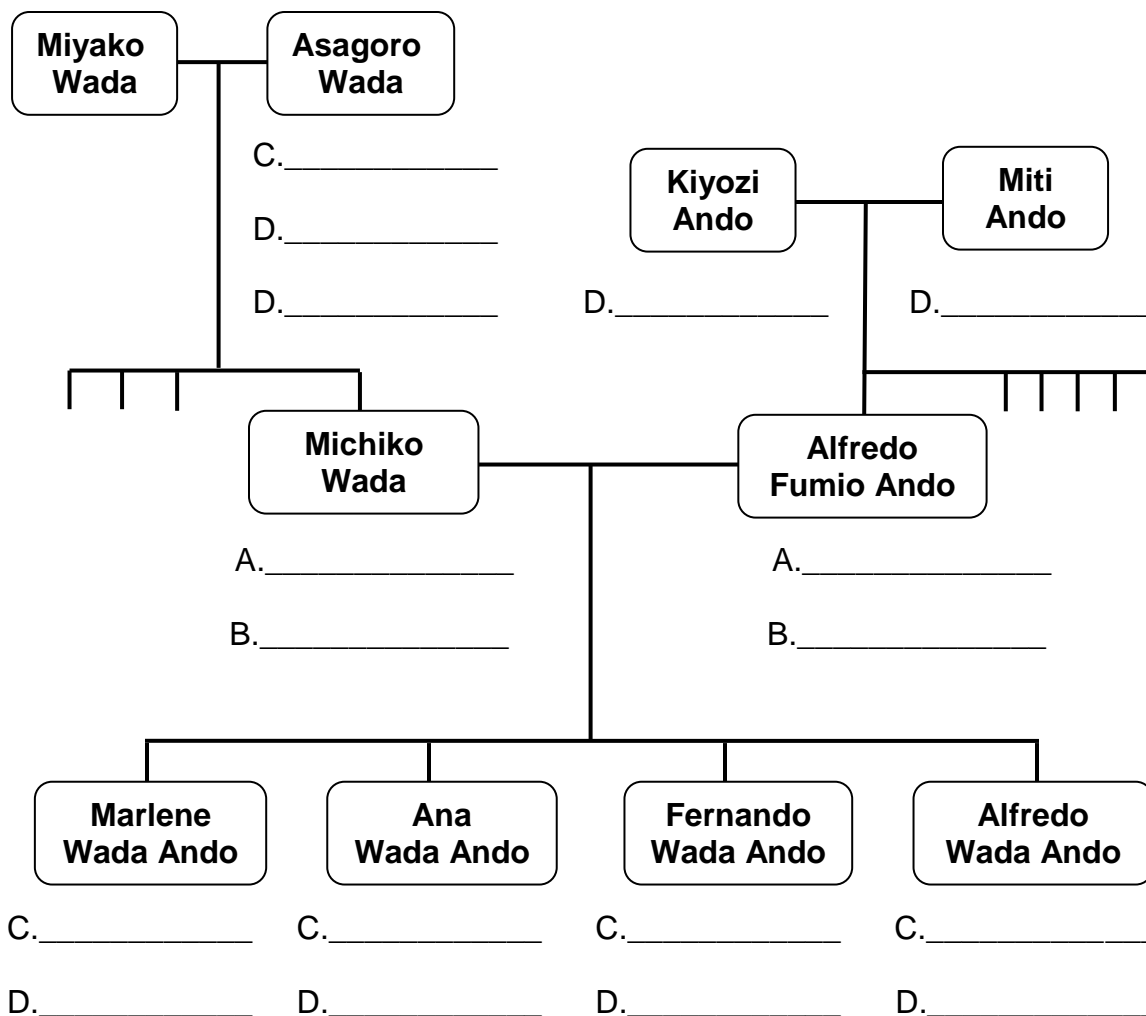 Miyako
Wada
Asagoro
Wada
C.____________
D.____________
D.____________
Kiyozi
Ando
Miti
Ando
D.____________
D.____________
Michiko
Wada
Alfredo
Fumio Ando
A.______________
A.______________
B.______________
B.______________
Marlene
Wada Ando
Ana
Wada Ando
Fernando
Wada Ando
Alfredo
Wada Ando
C.____________
C.____________
C.____________
C.____________
D.____________
D.____________
D.____________
D.____________